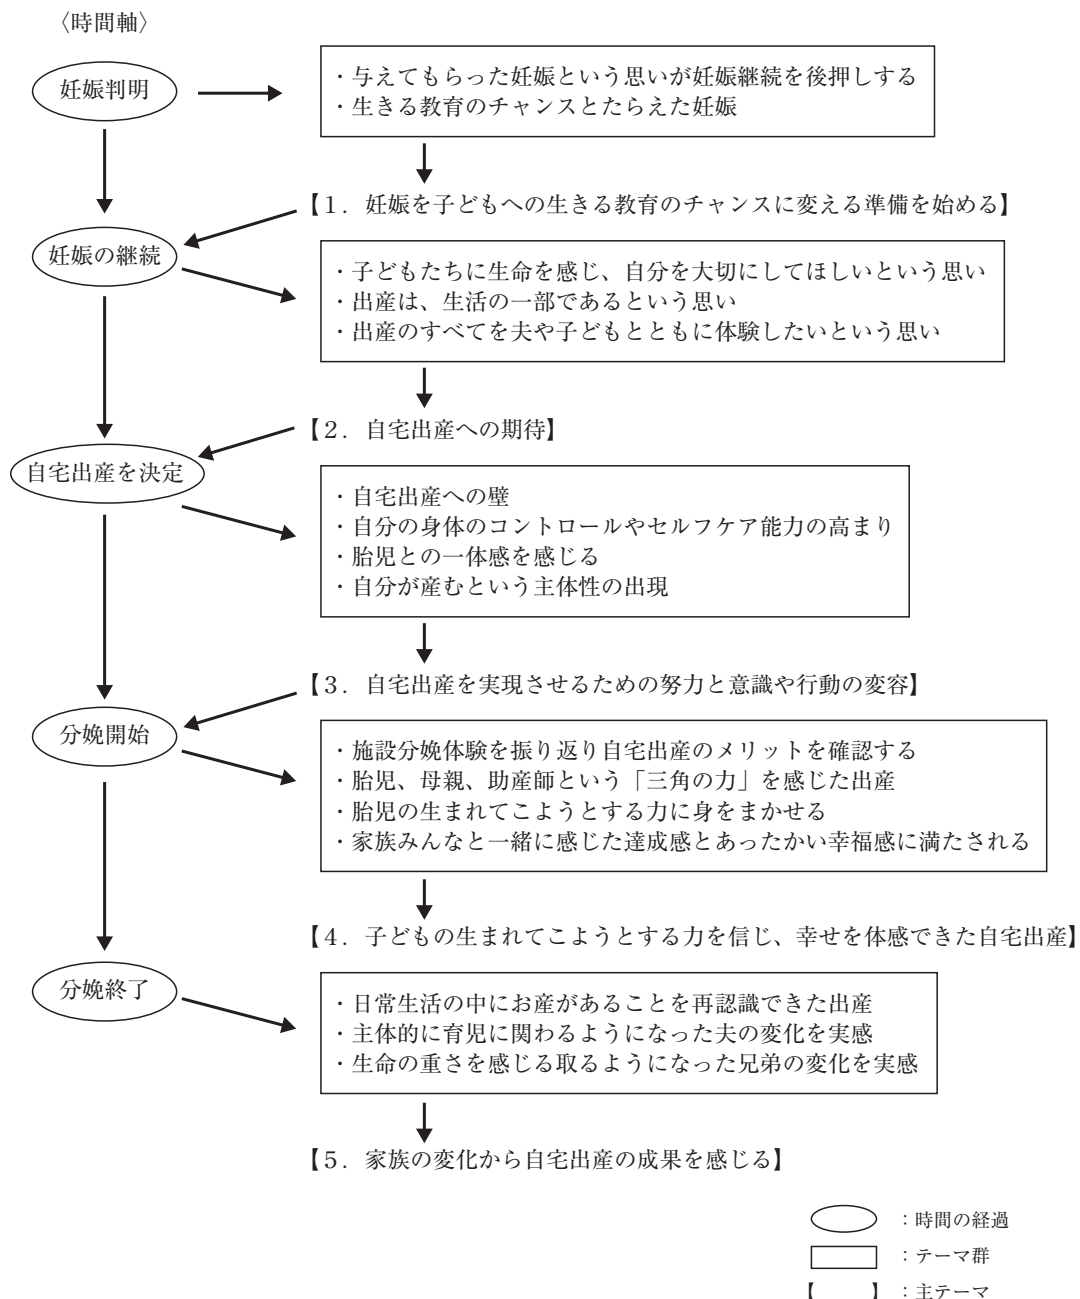 〈時間軸〉
妊娠判明
・与えてもらった妊娠という思いが妊娠継続を後押しする
・生きる教育のチャンスとたらえた妊娠
【1．妊娠を子どもへの生きる教育のチャンスに変える準備を始める】
妊娠の継続
・子どもたちに生命を感じ、自分を大切にしてほしいという思い
・出産は、生活の一部であるという思い
・出産のすべてを夫や子どもとともに体験したいという思い
【2．自宅出産への期待】
自宅出産を決定
・自宅出産への壁
・自分の身体のコントロールやセルフケア能力の高まり
・胎児との一体感を感じる
・自分が産むという主体性の出現
【3．自宅出産を実現させるための努力と意識や行動の変容】
分娩開始
・施設分娩体験を振り返り自宅出産のメリットを確認する
・胎児、母親、助産師という「三角の力」を感じた出産
・胎児の生まれてこようとする力に身をまかせる
・家族みんなと一緒に感じた達成感とあったかい幸福感に満たされる
【4．子どもの生まれてこようとする力を信じ、幸せを体感できた自宅出産】
分娩終了
・日常生活の中にお産があることを再認識できた出産
・主体的に育児に関わるようになった夫の変化を実感
・生命の重さを感じる取るようになった兄弟の変化を実感
【5．家族の変化から自宅出産の成果を感じる】
：時間の経過
：テーマ群
【　】：主テーマ